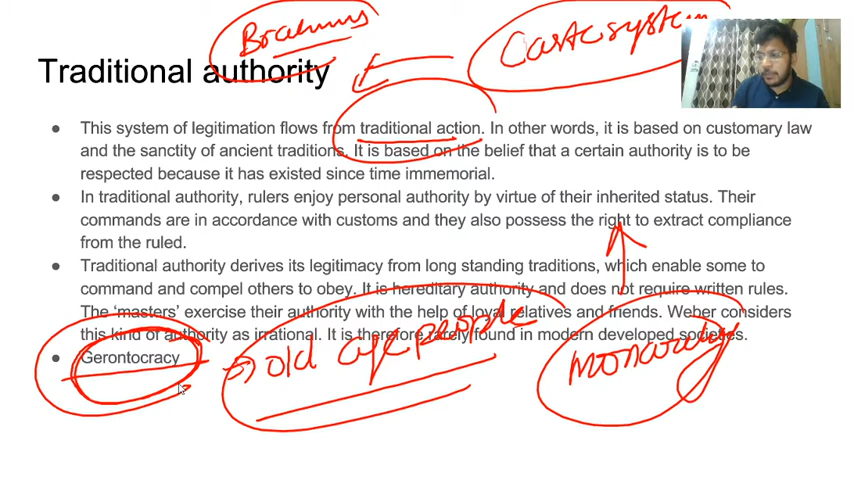 Brahmins
Caste system
Traditional authority
● This system of legitimation flows from traditional action. In other words, it is based on customary law
and the sanctity of ancient traditions. It is based on the belief that a certain authority is to be
respected because it has existed since time immemorial.
● In traditional authority, rulers enjoy personal authority by virtue of their inherited status. Their
commands are in accordance with customs and they also possess the right to extract compliance
from the ruled.
● Traditional authority derives its legitimacy from long standing traditions, which enable some to
command and compel others to obey. It is hereditary authority and does not require written rules.
The ‘masters’ exercise their authority with the help of loyal relatives and friends. Weber considers
this kind of authority as irrational. It is therefore rarely found in modern developed societies.
● Gerontocracy
old age people
monarchy